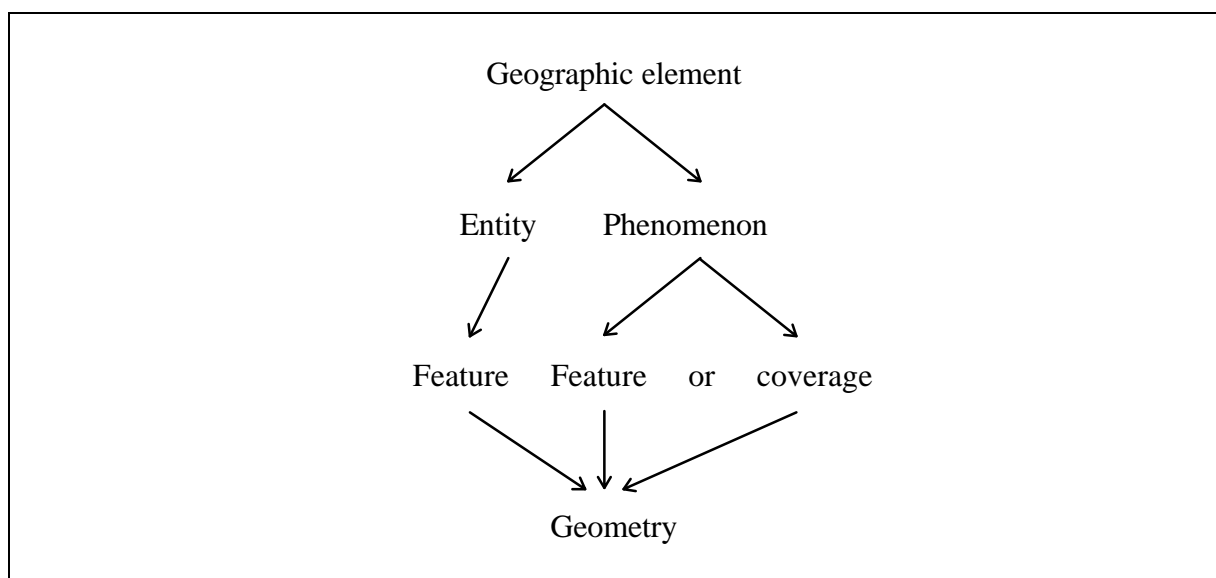 Geographic element
Entity Phenomenon
Feature Feature or coverage
Geometry